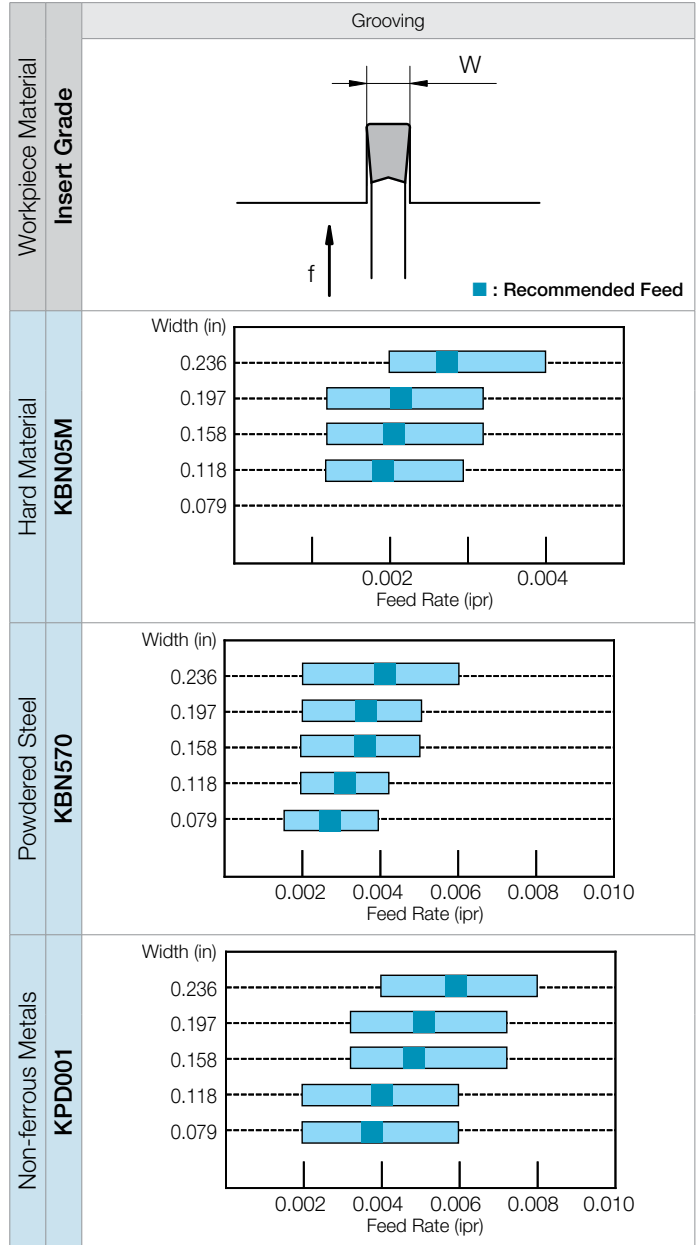 Workpiece Material
Insert Grade
Grooving
W
f
: Recommended Feed
Hard Material
KBN05M
Width (in)
0.236
0.197
0.158
0.118
0.079
0.002 0.004
Feed Rate (ipr)
Powdered Steel
KBN570
Width (in)
0.236
0.197
0.158
0.118
0.079
0.002 0.004 0.006 0.008 0.010
Feed Rate (ipr)
Non-ferrous Metals
KPD001
Width (in)
0.236
0.197
0.158
0.118
0.079
0.002 0.004 0.006 0.008 0.010
Feed Rate (ipr)